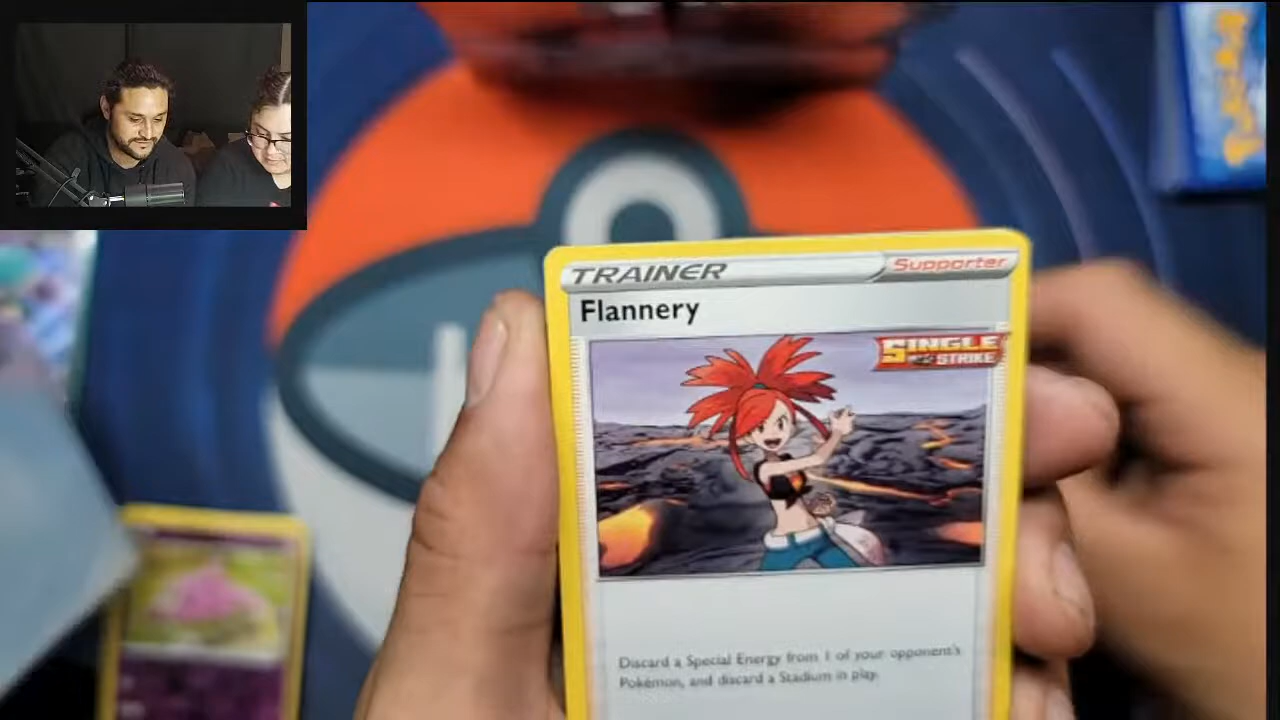 TRAINER
Supporter
Flannery
SINGLE
STRIKE
Discard a Special Energy from 1 of your opponent's
Pokémon, and discard a Stadium in play.